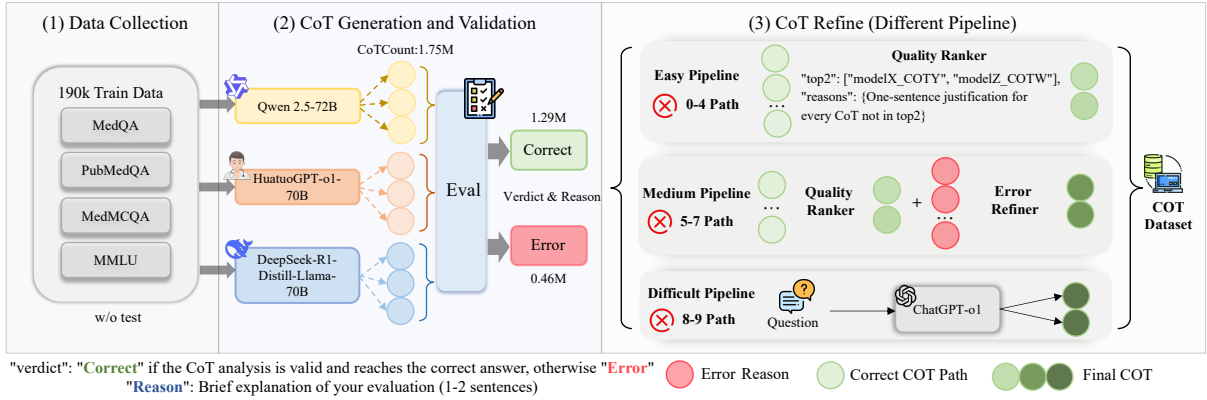 (1) Data Collection
190k Train Data
MedQA
PubMedQA
MedMCQA
MMLU
w/o test
(2) CoT Generation and Validation
CoTCount:1.75M
Qwen 2.5-72B
HuatuoGPT-o1-
70B
DeepSeek-R1-
Distill-Llama-
70B
Eval
1.29M
Correct
Verdict & Reason
Error
0.46M
(3) CoT Refine (Different Pipeline)
Easy Pipeline
0-4 Path
...
Quality Ranker
"top2": ["modelX_COTY", "modelZ_COTW"],
"reasons": {One-sentence justification for
every CoT not in top2}
Medium Pipeline
5-7 Path
...
Quality
Ranker
+
...
Error
Refiner
Difficult Pipeline
8-9 Path
?
Question
ChatGPT-o1
COT
Dataset
"verdict": "Correct" if the CoT analysis is valid and reaches the correct answer, otherwise "Error"
"Reason": Brief explanation of your evaluation (1-2 sentences)
Error Reason
Correct COT Path
Final COT